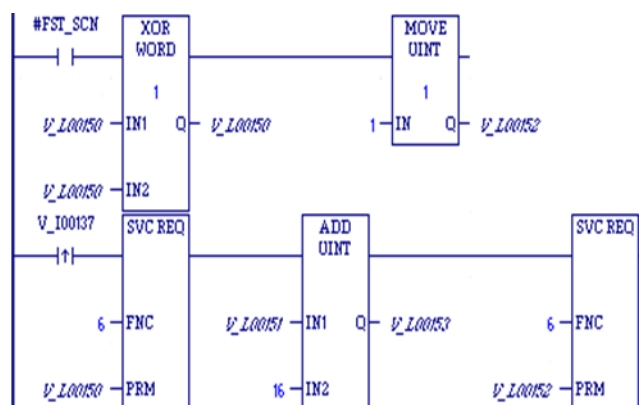 #FST_SCN XOR WORD MOVE UINT
1 1
V_L00150 IN1 Q V_L00150 1 IN Q V_L00152
V_L00150 IN2
V_I00137 SVC REQ ADD UINT SVC REQ
6 FNC V_L00151 IN1 Q V_L00153 6 FNC
V_L00150 PRM 16 IN2 V_L00152 PRM